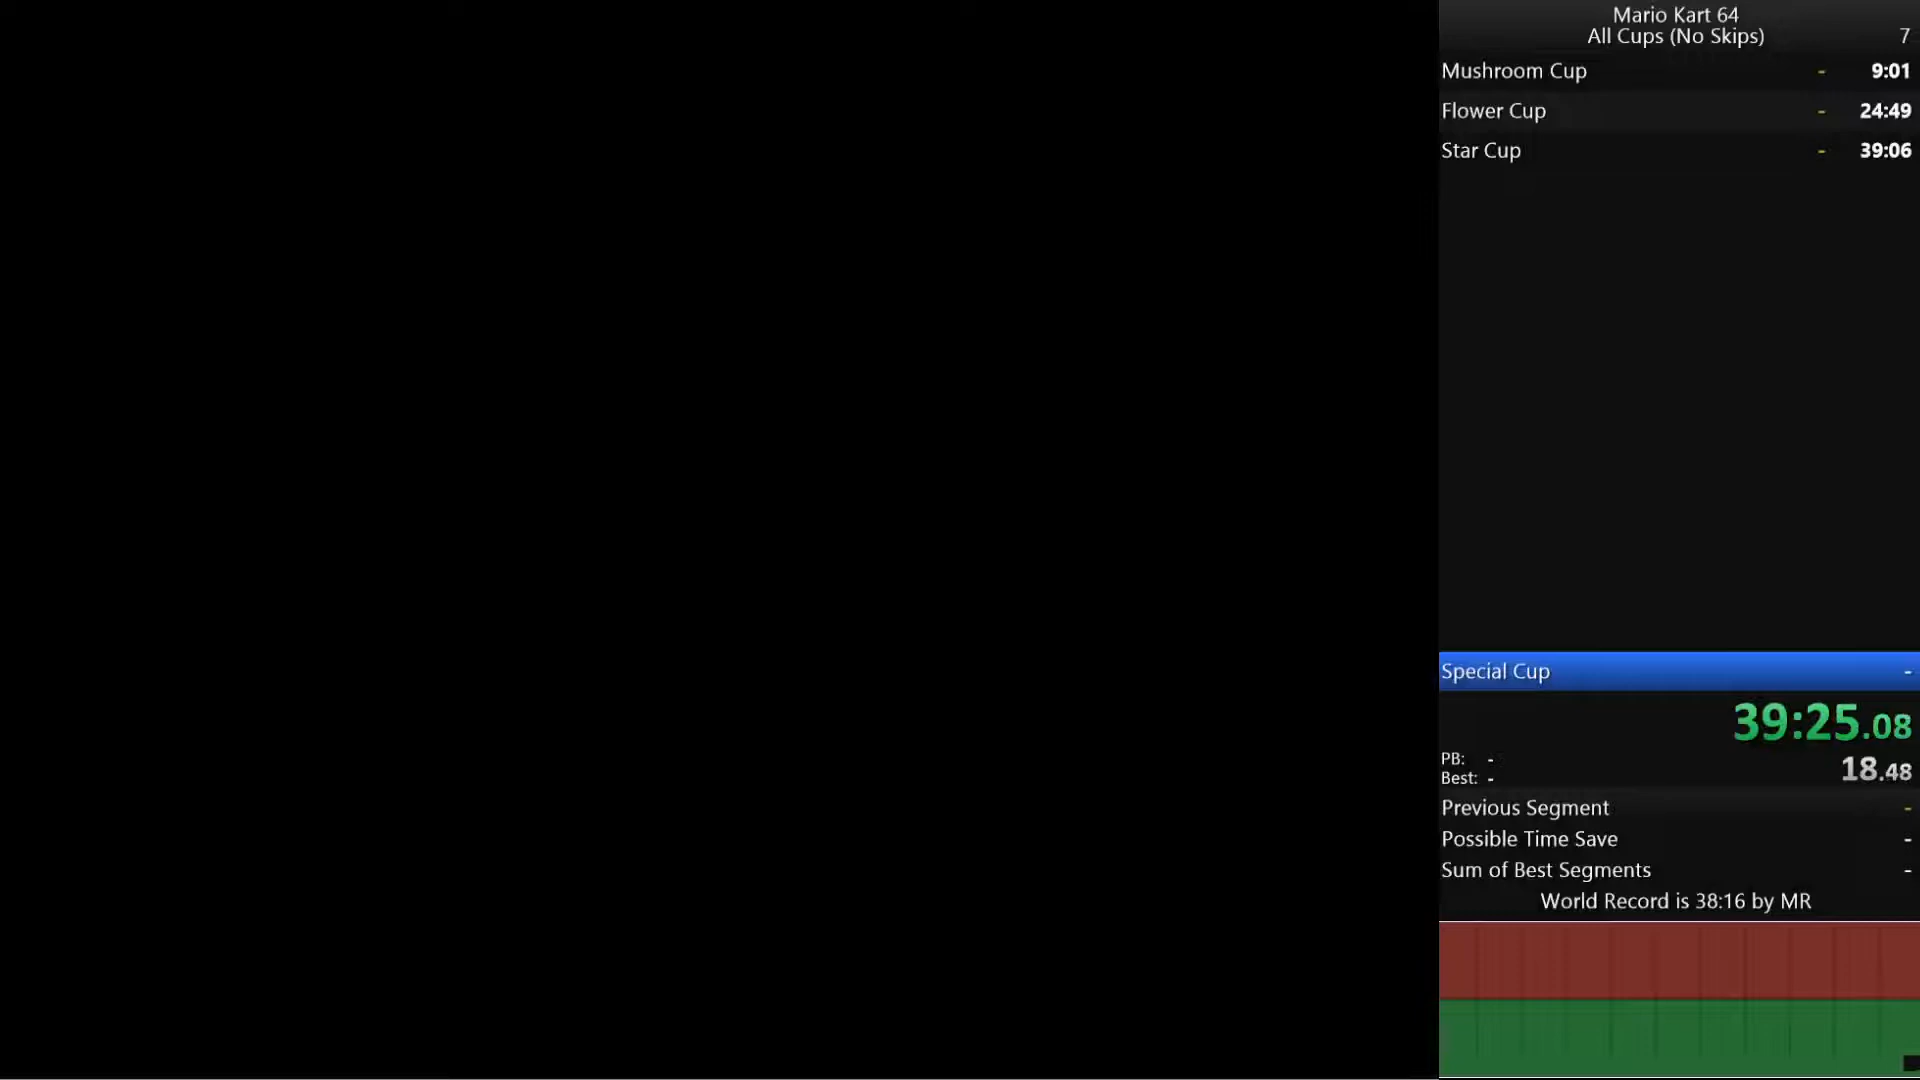 Mario Kart 64
All Cups (No Skips) 7
Mushroom Cup - 9:01
Flower Cup - 24:49
Star Cup - 39:06
Special Cup -
39:25.08
PB: -
18.48
Best: -
Previous Segment -
Possible Time Save -
Sum of Best Segments -
World Record is 38:16 by MR